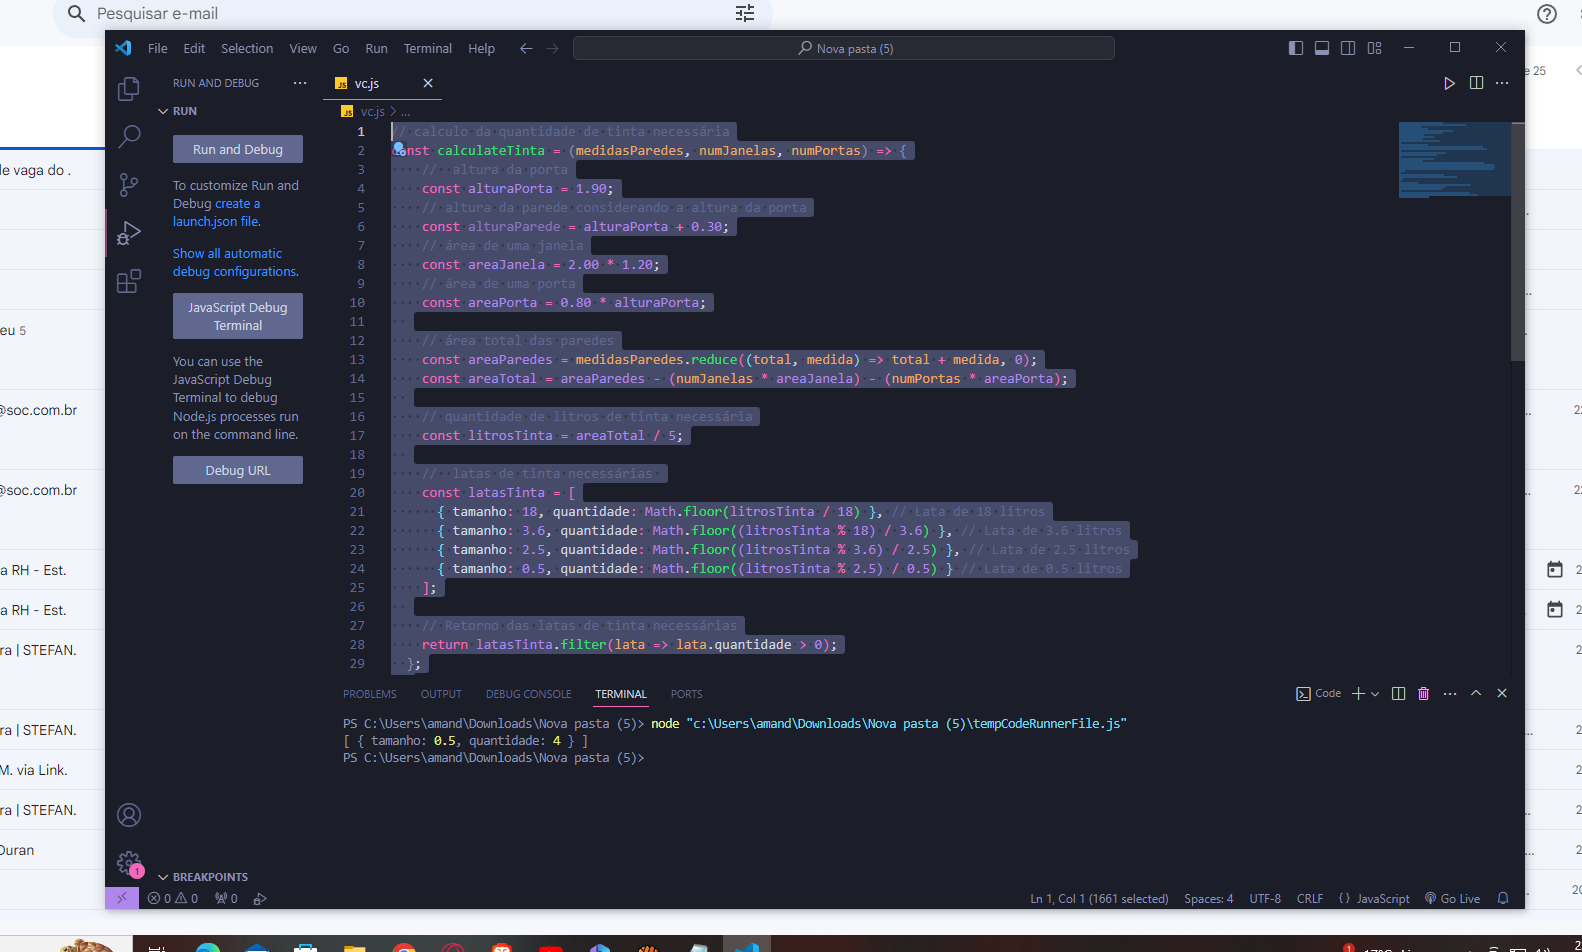 Pesquisar e-mail
File Edit Selection View Go Run Terminal Help
Nova pasta (5)
RUN AND DEBUG
vc.js
RUN
vc.js > ...
Run and Debug
To customize Run and
Debug create a
launch.json file.
Show all automatic
debug configurations.
JavaScript Debug
Terminal
You can use the
JavaScript Debug
Terminal to debug
Node.js processes run
on the command line.
Debug URL
1 // calculo da quantidade de tinta necessária
2 const calculateTinta = (medidasParedes, numJanelas, numPortas) => {
3 // altura da porta
4 const alturaPorta = 1.90;
5 // altura da parede considerando a altura da porta
6 const alturaParede = alturaPorta + 0.30;
7 // área de uma janela
8 const areaJanela = 2.00 * 1.20;
9 // área de uma porta
10 const areaPorta = 0.80 * alturaPorta;
11
12 // área total das paredes
13 const areaParedes = medidasParedes.reduce((total, medida) => total + medida, 0);
14 const areaTotal = areaParedes - (numJanelas * areaJanela) - (numPortas * areaPorta);
15
16 // quantidade de litros de tinta necessária
17 const litrosTinta = areaTotal / 5;
18
19 // latas de tinta necessárias
20 const latasTinta = [
21 { tamanho: 18, quantidade: Math.floor(litrosTinta / 18) }, // Lata de 18 litros
22 { tamanho: 3.6, quantidade: Math.floor((litrosTinta % 18) / 3.6) }, // Lata de 3.6 litros
23 { tamanho: 2.5, quantidade: Math.floor((litrosTinta % 3.6) / 2.5) }, // Lata de 2.5 litros
24 { tamanho: 0.5, quantidade: Math.floor((litrosTinta % 2.5) / 0.5) } // Lata de 0.5 litros
25 ];
26
27 // Retorno das latas de tinta necessárias
28 return latasTinta.filter(lata => lata.quantidade > 0);
29 };
PROBLEMS OUTPUT DEBUG CONSOLE TERMINAL PORTS
Code
PS C:\Users\amand\Downloads\Nova pasta (5)> node "c:\Users\amand\Downloads\Nova pasta (5)\tempCodeRunnerFile.js"
[ { tamanho: 0.5, quantidade: 4 } ]
PS C:\Users\amand\Downloads\Nova pasta (5)>
1
BREAKPOINTS
0 0 0
Ln 1, Col 1 (1661 selected) Spaces: 4 UTF-8 CRLF {} JavaScript Go Live
e 25
de vaga do .
eu 5
@soc.com.br
@soc.com.br
a RH - Est.
a RH - Est.
ra | STEFAN.
ra | STEFAN.
M. via Link.
ra | STEFAN.
Duran
1